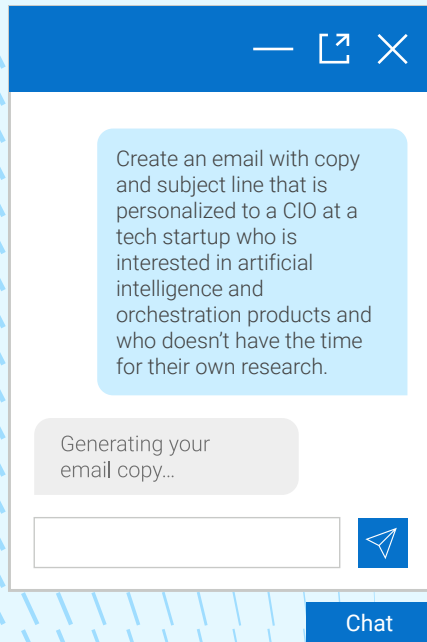 Create an email with copy
and subject line that is
personalized to a CIO at a
tech startup who is
interested in artificial
intelligence and
orchestration products and
who doesn’t have the time
for their own research.
Generating your
email copy...
Chat